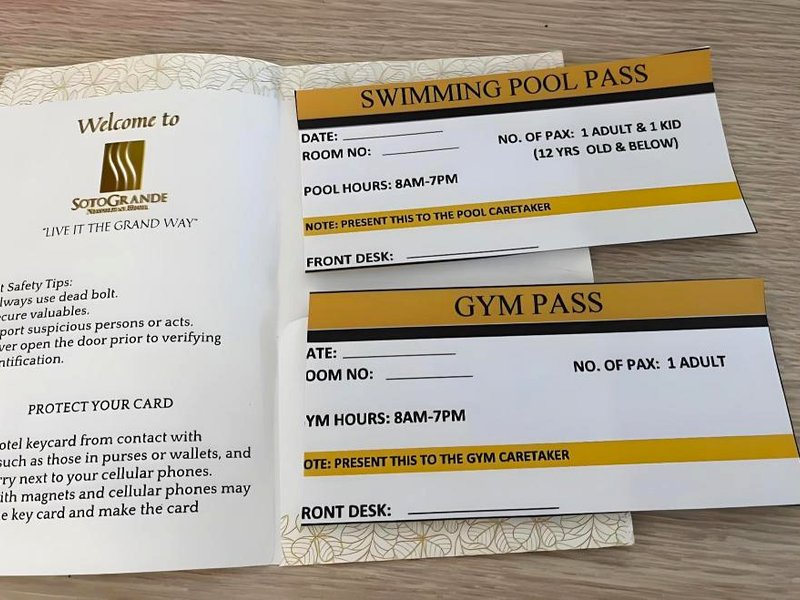 Welcome to
SOTOGRANDE
"LIVE IT THE GRAND WAY"
t Safety Tips:
lways use dead bolt.
ecure valuables.
port suspicious persons or acts.
ver open the door prior to verifying
ntification.
PROTECT YOUR CARD
otel keycard from contact with
such as those in purses or wallets, and
rry next to your cellular phones.
ith magnets and cellular phones may
e key card and make the card
SWIMMING POOL PASS
DATE:
ROOM NO:
NO. OF PAX: 1 ADULT & 1 KID
(12 YRS OLD & BELOW)
POOL HOURS: 8AM-7PM
NOTE: PRESENT THIS TO THE POOL CARETAKER
FRONT DESK:
GYM PASS
ATE:
OOM NO:
NO. OF PAX: 1 ADULT
YM HOURS: 8AM-7PM
OTE: PRESENT THIS TO THE GYM CARETAKER
RONT DESK: